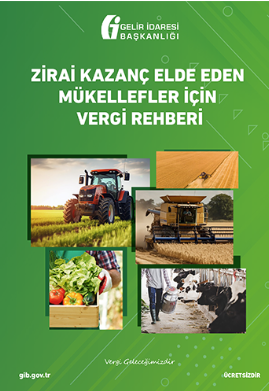 GELİR İDARESİ
BAŞKANLIĞI
ZİRAİ KAZANÇ ELDE EDEN
MÜKELLEFLER İÇİN
VERGİ REHBERİ
Vergi Geleceğimizdir
gib.gov.tr
ÜCRETSİZDİR